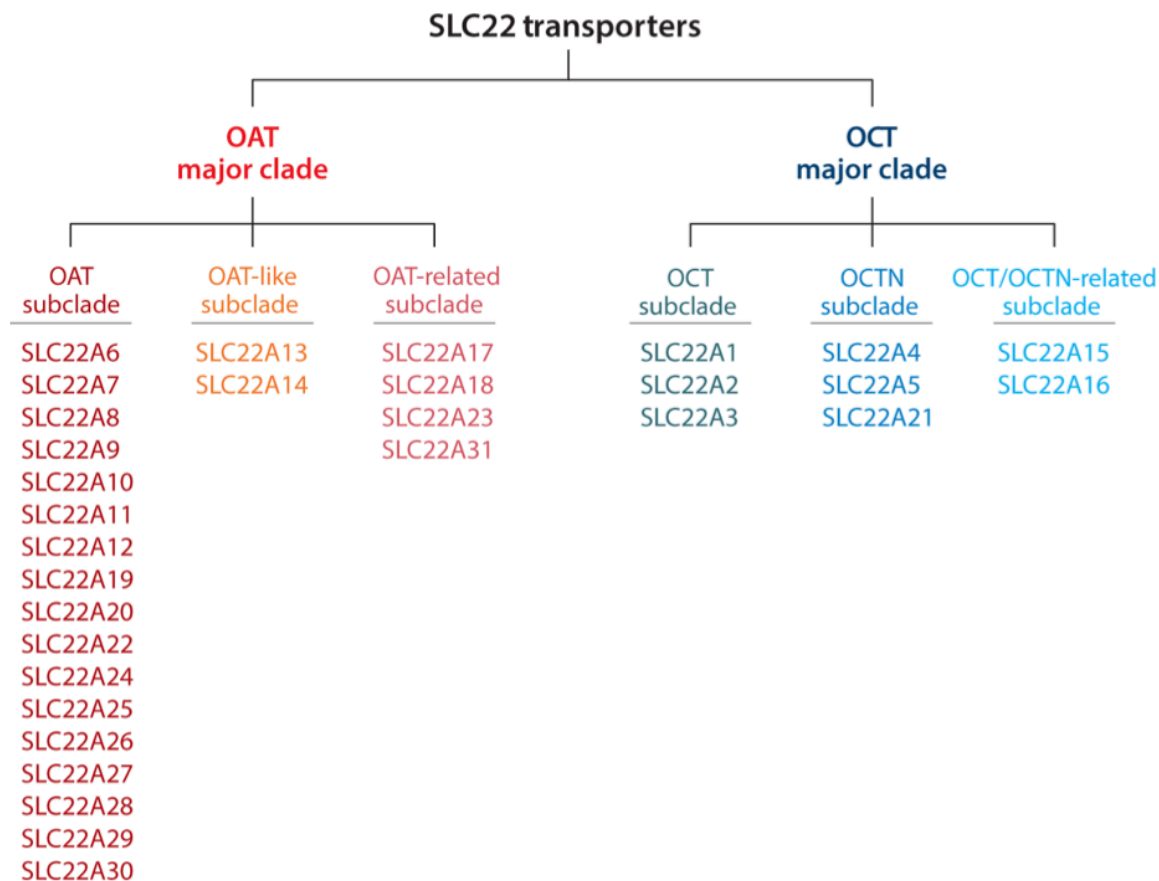 SLC22 transporters
OAT
major clade
OCT
major clade
OAT
subclade
SLC22A6
SLC22A7
SLC22A8
SLC22A9
SLC22A10
SLC22A11
SLC22A12
SLC22A19
SLC22A20
SLC22A22
SLC22A24
SLC22A25
SLC22A26
SLC22A27
SLC22A28
SLC22A29
SLC22A30
OAT-like
subclade
SLC22A13
SLC22A14
OAT-related
subclade
SLC22A17
SLC22A18
SLC22A23
SLC22A31
OCT
subclade
SLC22A1
SLC22A2
SLC22A3
OCTN
subclade
SLC22A4
SLC22A5
SLC22A21
OCT/OCTN-related
subclade
SLC22A15
SLC22A16